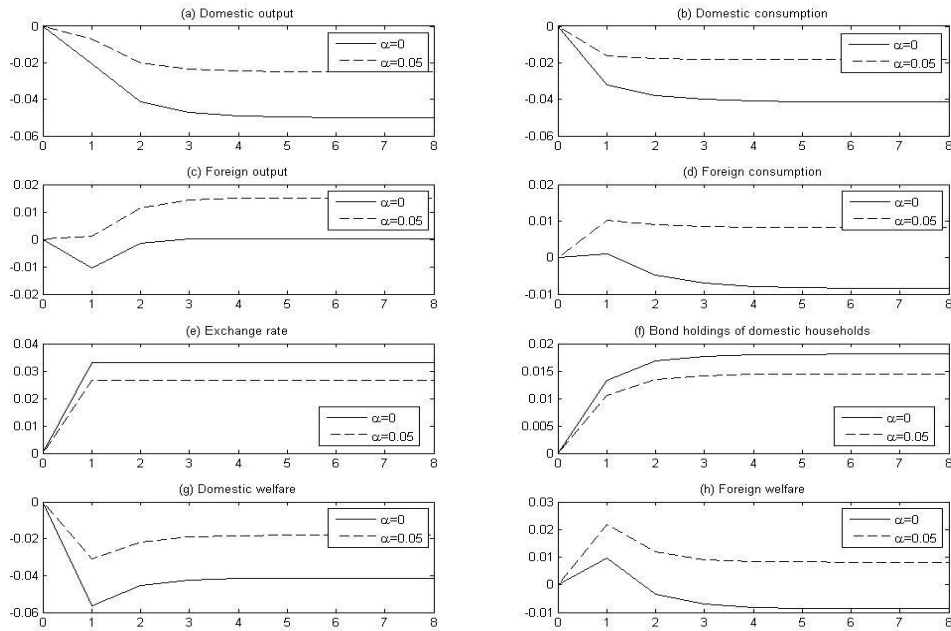 (a) Domestic output
0
-0.02
-0.04
-0.06
0 1 2 3 4 5 6 7 8
α=0
α=0.05
(b) Domestic consumption
0
-0.02
-0.04
-0.06
0 1 2 3 4 5 6 7 8
α=0
α=0.05
(c) Foreign output
0.02
0.01
0
-0.01
-0.02
0 1 2 3 4 5 6 7 8
α=0
α=0.05
(d) Foreign consumption
0.02
0.01
0
-0.01
0 1 2 3 4 5 6 7 8
α=0
α=0.05
(e) Exchange rate
0.04
0.03
0.02
0.01
0
0 1 2 3 4 5 6 7 8
α=0
α=0.05
(f) Bond holdings of domestic households
0.02
0.015
0.01
0.005
0
0 1 2 3 4 5 6 7 8
α=0
α=0.05
(g) Domestic welfare
0
-0.02
-0.04
-0.06
0 1 2 3 4 5 6 7 8
α=0
α=0.05
(h) Foreign welfare
0.03
0.02
0.01
0
-0.01
0 1 2 3 4 5 6 7 8
α=0
α=0.05